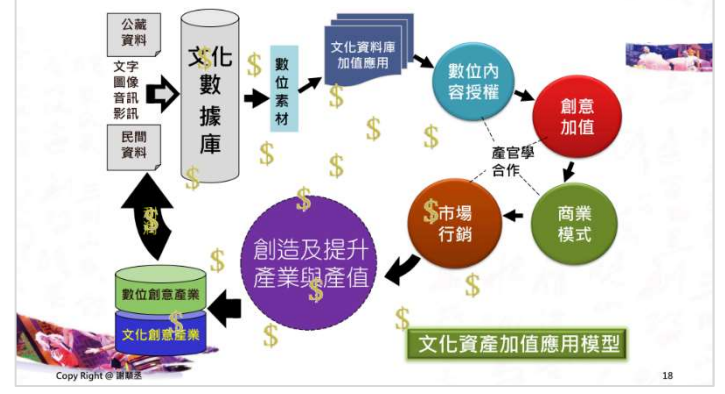 公藏
資料
文字
圖像
音訊
影訊
民間
資料
文化
數
據
庫
數
位
素
材
文化資料庫
加值應用
數位內
容授權
創意
加值
產官學
合作
商業
模式
市場
行銷
創造及提升
產業與產值
數位創意產業
文化創意產業
文化資產加值應用模型
Copy Right @ 謝顒丞
18